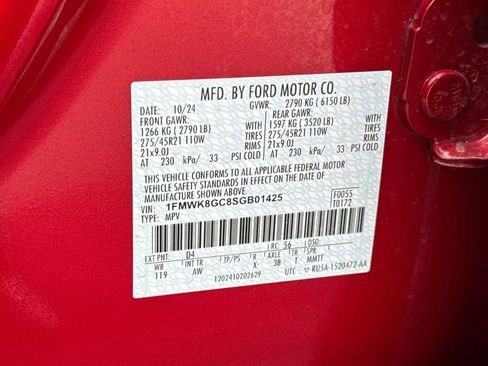 MFD. BY FORD MOTOR CO.
DATE: 10/24 GVWR: 2790 KG ( 6150 LB)
FRONT GAWR: REAR GAWR:
1266 KG ( 2790 LB) 1597 KG ( 3520 LB)
275/45R21 110W TIRES 275/45R21 110W TIRES
21x9.0J RIMS 21x9.0J RIMS
AT 230 kPa/ 33 PSI COLD AT 230 kPa/ 33 PSI COLD
THIS VEHICLE CONFORMS TO ALL APPLICABLE FEDERAL MOTOR
VEHICLE SAFETY STANDARDS IN EFFECT ON THE DATE OF
MANUFACTURE SHOWN ABOVE.
VIN: 1FMWK8GC8SGB01425 F0055
TYPE: MPV T0172
EXT PNT: D4 RC: 56 DSO:
WB INT TR TP/PS R AXLE TR SPR
119 AW X 3B T MMTT
1202410202629 UTC ▽ RU5A-1520472-AA